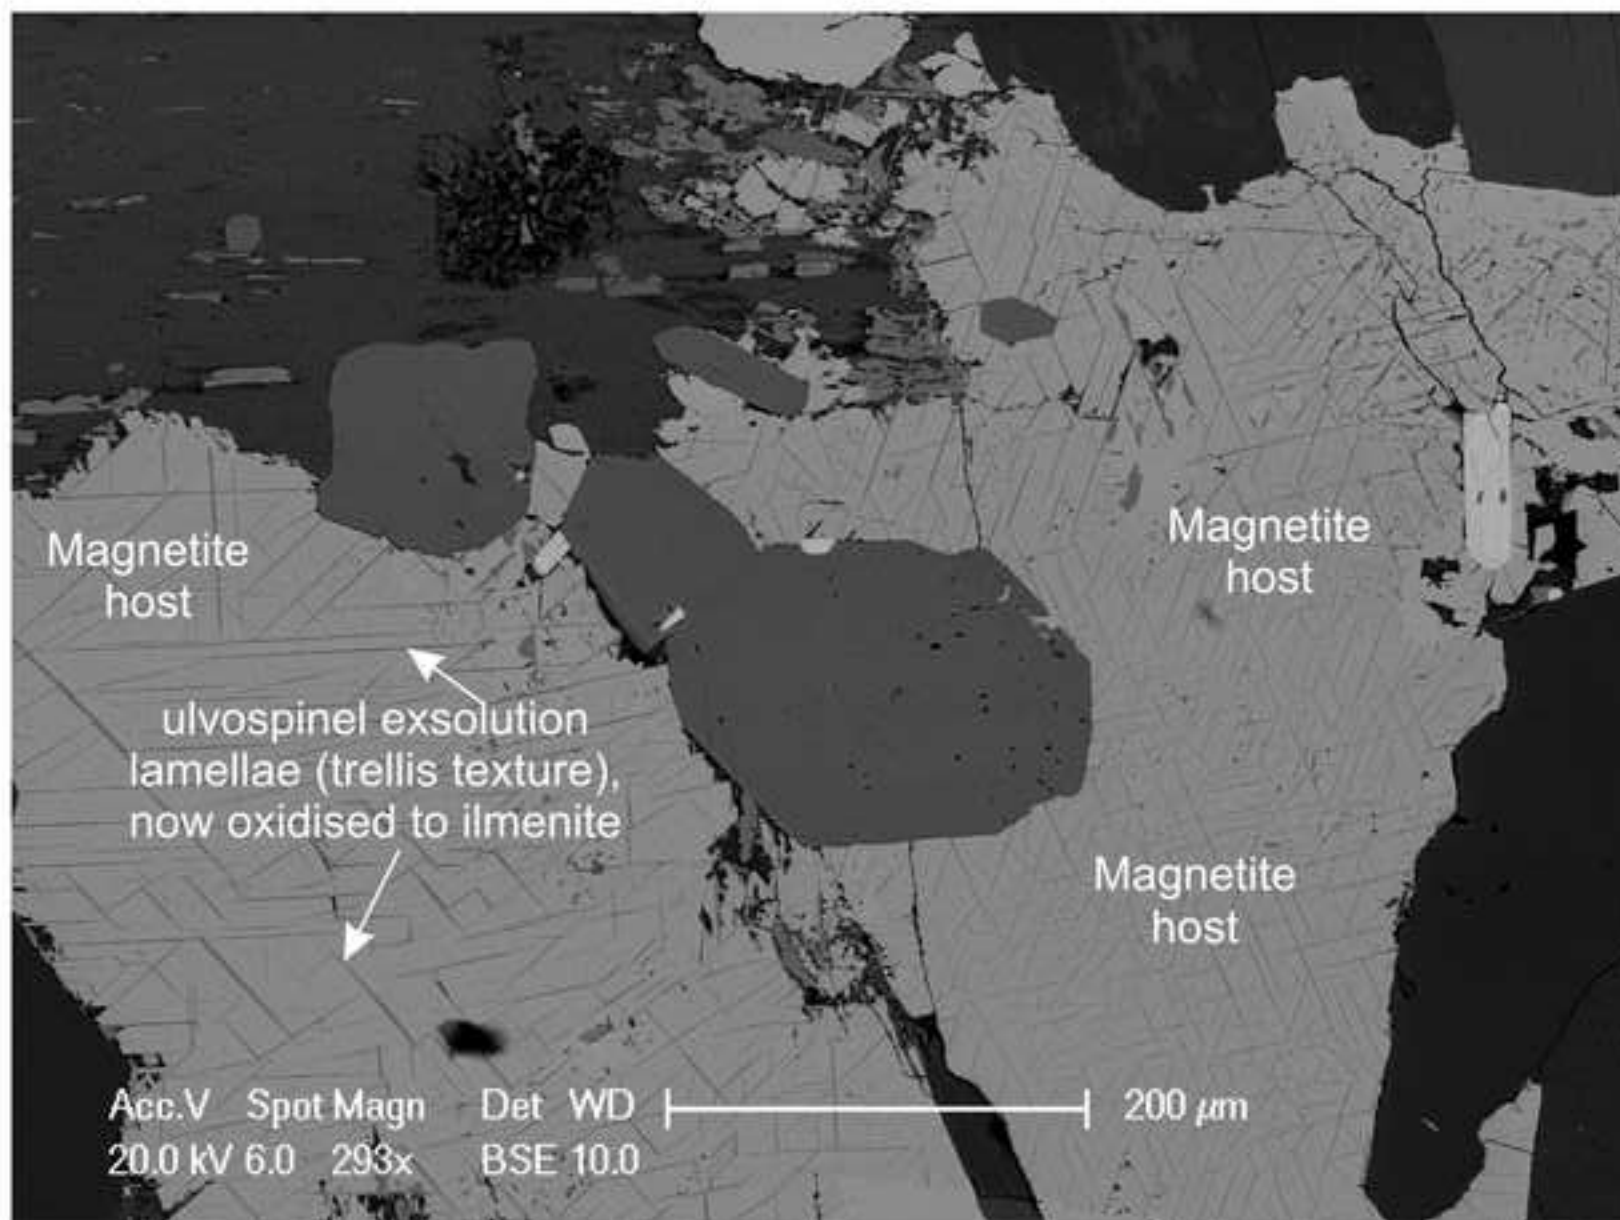 Magnetite
host
Magnetite
host
ulvospinel exsolution
lamellae (trellis texture),
now oxidised to ilmenite
Magnetite
host
Acc.V Spot Magn Det WD 200 µm
20.0 kV 6.0 293x BSE 10.0